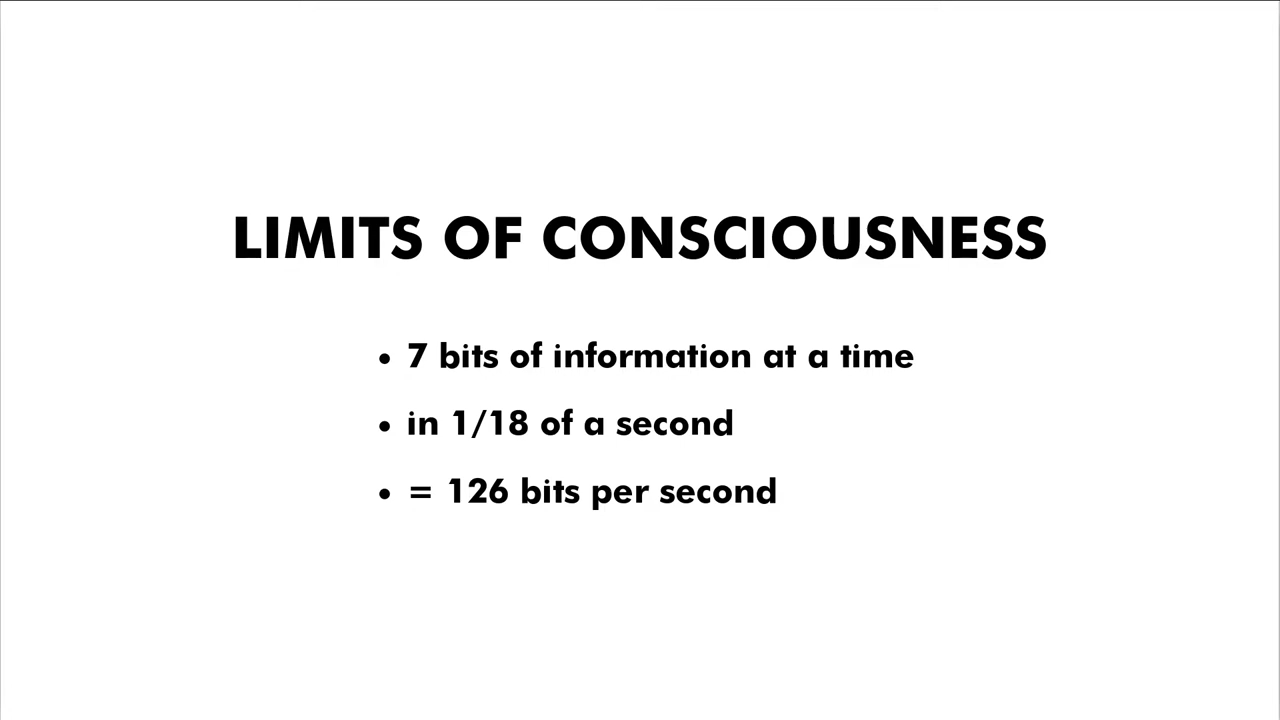 LIMITS OF CONSCIOUSNESS
• 7 bits of information at a time
• in 1/18 of a second
• = 126 bits per second